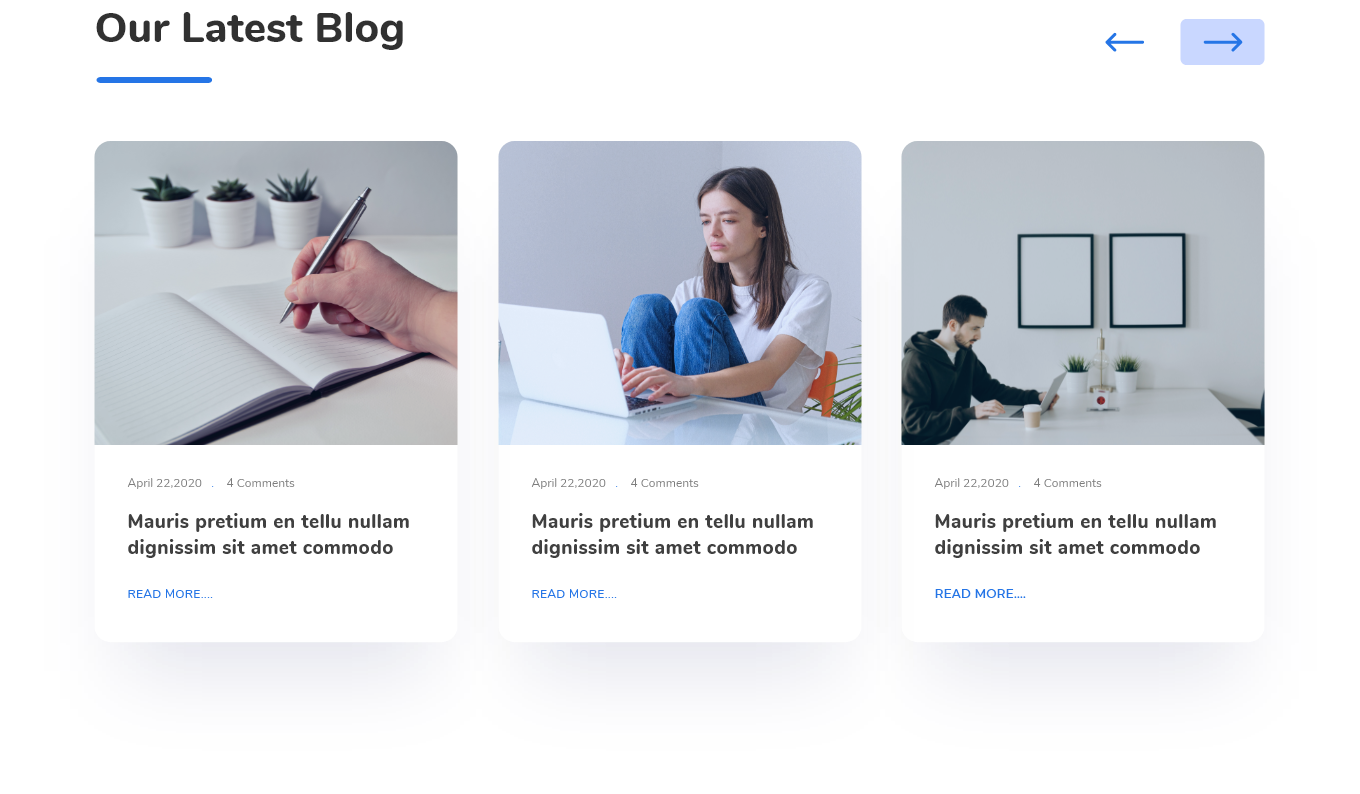 Our Latest Blog
April 22,2020 . 4 Comments
Mauris pretium en tellu nullam
dignissim sit amet commodo
READ MORE....
April 22,2020 . 4 Comments
Mauris pretium en tellu nullam
dignissim sit amet commodo
READ MORE....
April 22,2020 . 4 Comments
Mauris pretium en tellu nullam
dignissim sit amet commodo
READ MORE....